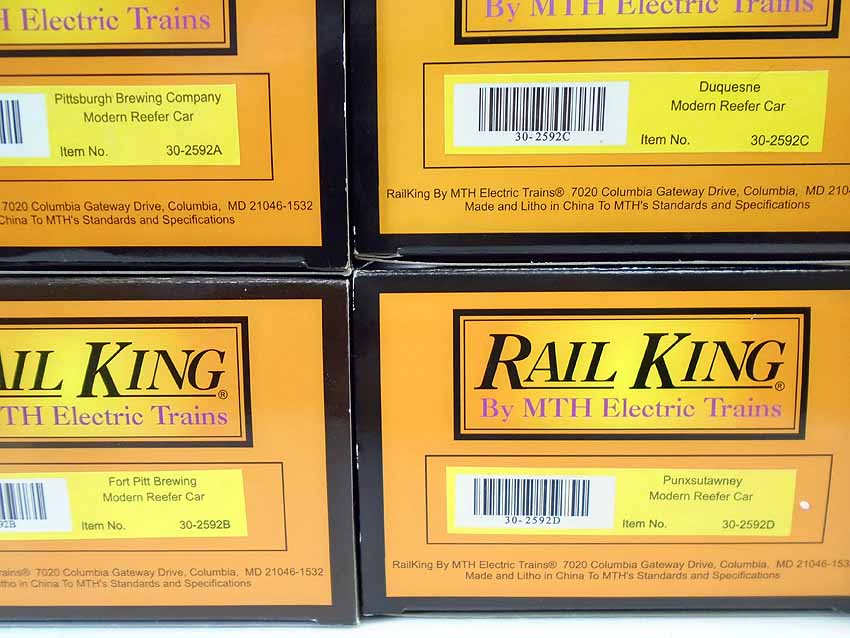 Electric Trains
Pittsburgh Brewing Company
Modern Reefer Car
Item No. 30-2592A
7020 Columbia Gateway Drive, Columbia, MD 21046-1532
China To MTH's Standards and Specifications
By MTH Electric Trains
30-2592C
Duquesne
Modern Reefer Car
Item No. 30-2592C
RailKing By MTH Electric Trains® 7020 Columbia Gateway Drive, Columbia, MD 210
Made and Litho in China To MTH's Standards and Specifications
KING®
MTH Electric Trains
92B
Fort Pitt Brewing
Modern Reefer Car
Item No. 30-2592B
7020 Columbia Gateway Drive, Columbia, MD 21046-1532
in China To MTH's Standards and Specifications
RAIL KING®
By MTH Electric Trains
30-2592D
Punxsutawney
Modern Reefer Car
Item No. 30-2592D
RailKing By MTH Electric Trains® 7020 Columbia Gateway Drive, Columbia, MD 21046-153
Made and Litho in China To MTH's Standards and Specifications